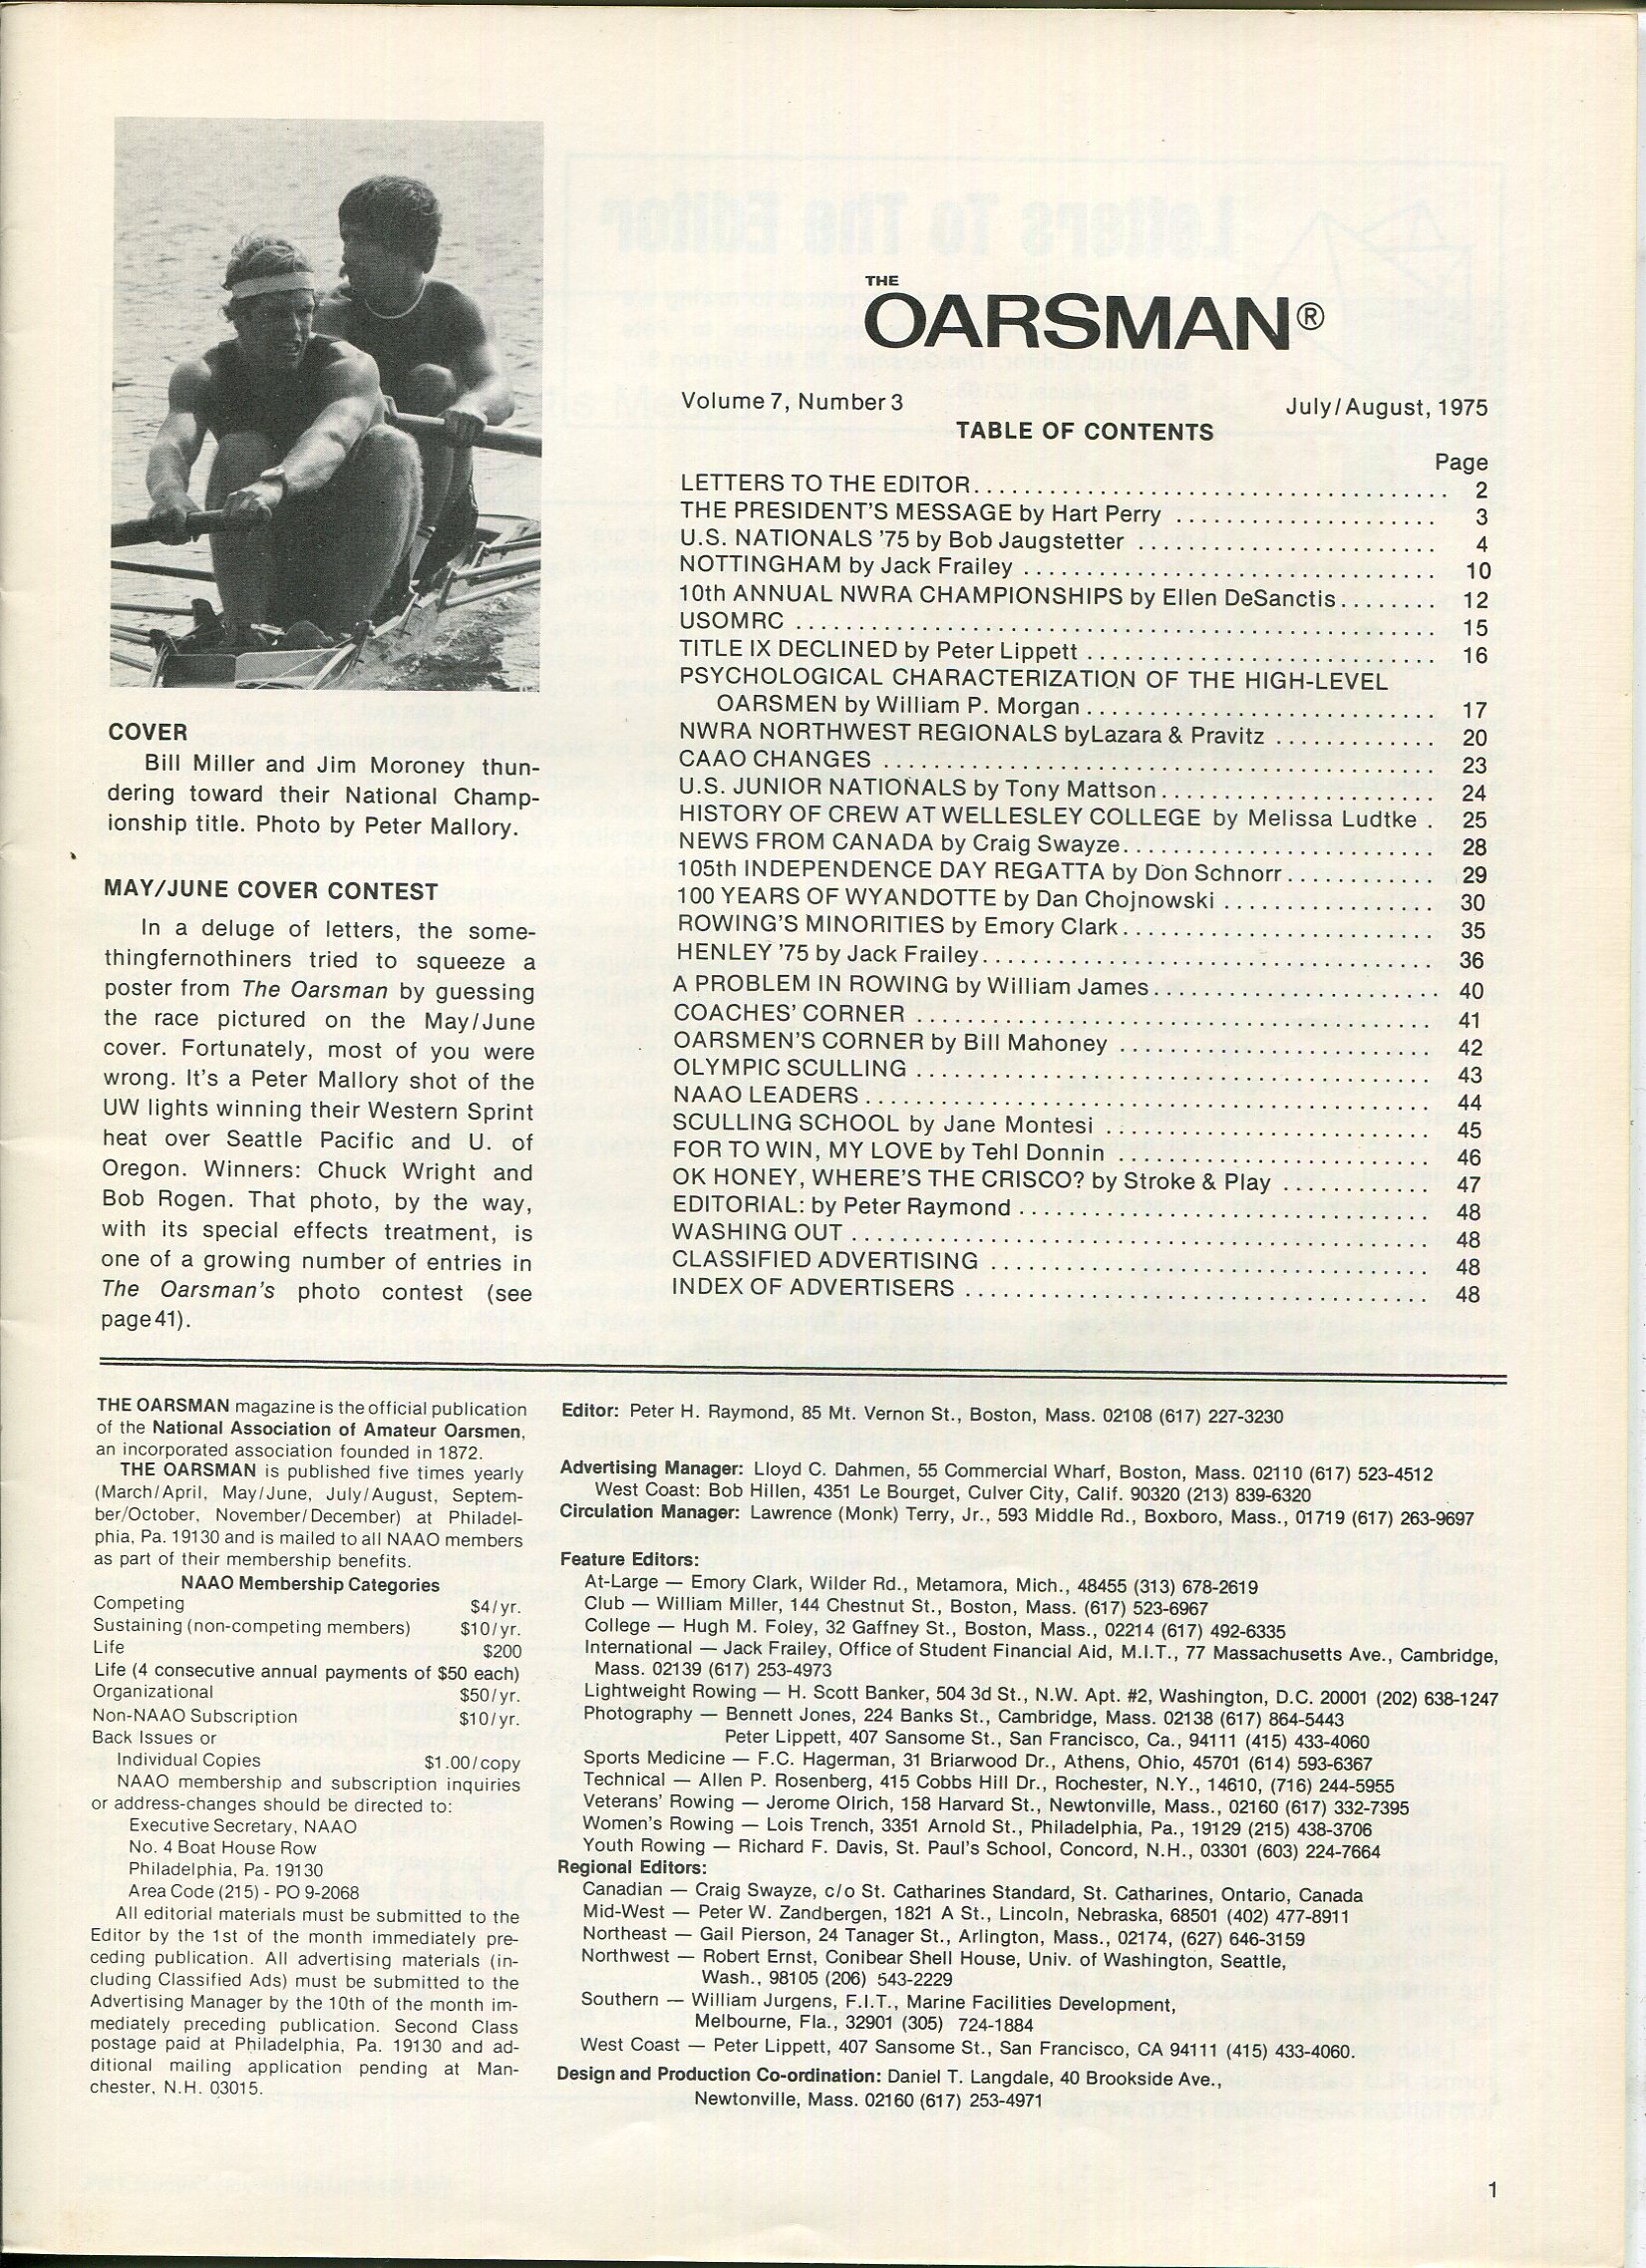 THE
OARSMAN®
Volume 7, Number 3
July/August, 1975
TABLE OF CONTENTS
Page
LETTERS TO THE EDITOR. . . . . . . . . . 2
THE PRESIDENT'S MESSAGE by Hart Perry . . . . . . . . . . 3
U.S. NATIONALS '75 by Bob Jaugstetter . . . . . . . . . . 4
NOTTINGHAM by Jack Frailey . . . . . . . . . . 10
10th ANNUAL NWRA CHAMPIONSHIPS by Ellen DeSanctis. . . . . . . . 12
USOMRC . . . . . . . . . . 15
TITLE IX DECLINED by Peter Lippett . . . . . . . . . . 16
PSYCHOLOGICAL CHARACTERIZATION OF THE HIGH-LEVEL
OARSMEN by William P. Morgan . . . . . . . . . . 17
NWRA NORTHWEST REGIONALS byLazara & Pravitz . . . . . . . . . . 20
CAAO CHANGES . . . . . . . . . . 23
U.S. JUNIOR NATIONALS by Tony Mattson . . . . . . . . . . 24
HISTORY OF CREW AT WELLESLEY COLLEGE by Melissa Ludtke . 25
NEWS FROM CANADA by Craig Swayze. . . . . . . . . . 28
105th INDEPENDENCE DAY REGATTA by Don Schnorr. . . . . . . . . . 29
100 YEARS OF WYANDOTTE by Dan Chojnowski . . . . . . . . . . 30
ROWING'S MINORITIES by Emory Clark. . . . . . . . . . 35
HENLEY '75 by Jack Frailey. . . . . . . . . . 36
A PROBLEM IN ROWING by William James. . . . . . . . . . 40
COACHES' CORNER . . . . . . . . . . 41
OARSMEN'S CORNER by Bill Mahoney . . . . . . . . . . 42
OLYMPIC SCULLING . . . . . . . . . . 43
NAAO LEADERS . . . . . . . . . . 44
SCULLING SCHOOL by Jane Montesi . . . . . . . . . . 45
FOR TO WIN, MY LOVE by Tehl Donnin . . . . . . . . . . 46
OK HONEY, WHERE'S THE CRISCO? by Stroke & Play . . . . . . . . . . 47
EDITORIAL: by Peter Raymond . . . . . . . . . . 48
WASHING OUT . . . . . . . . . . 48
CLASSIFIED ADVERTISING . . . . . . . . . . 48
INDEX OF ADVERTISERS . . . . . . . . . . 48
COVER
Bill Miller and Jim Moroney thun-
dering toward their National Champ-
ionship title. Photo by Peter Mallory.
MAY/JUNE COVER CONTEST
In a deluge of letters, the some-
thingfernothiners tried to squeeze a
poster from The Oarsman by guessing
the race pictured on the May/June
cover. Fortunately, most of you were
wrong. It's a Peter Mallory shot of the
UW lights winning their Western Sprint
heat over Seattle Pacific and U. of
Oregon. Winners: Chuck Wright and
Bob Rogen. That photo, by the way,
with its special effects treatment, is
one of a growing number of entries in
The Oarsman's photo contest (see
page 41).
THE OARSMAN magazine is the official publication
of the National Association of Amateur Oarsmen,
an incorporated association founded in 1872.
THE OARSMAN is published five times yearly
(March/April, May/June, July/August, Septem-
ber/October, November/December) at Philadel-
phia, Pa. 19130 and is mailed to all NAAO members
as part of their membership benefits.
NAAO Membership Categories
Competing $4/yr.
Sustaining (non-competing members) $10/yr.
Life $200
Life (4 consecutive annual payments of $50 each)
Organizational $50/yr.
Non-NAAO Subscription $10/yr.
Back Issues or
Individual Copies $1.00/copy
NAAO membership and subscription inquiries
or address-changes should be directed to:
Executive Secretary, NAAO
No. 4 Boat House Row
Philadelphia, Pa. 19130
Area Code (215) - PO 9-2068
All editorial materials must be submitted to the
Editor by the 1st of the month immediately pre-
ceding publication. All advertising materials (in-
cluding Classified Ads) must be submitted to the
Advertising Manager by the 10th of the month im-
mediately preceding publication. Second Class
postage paid at Philadelphia, Pa. 19130 and ad-
ditional mailing application pending at Man-
chester, N.H. 03015.
Editor: Peter H. Raymond, 85 Mt. Vernon St., Boston, Mass. 02108 (617) 227-3230
Advertising Manager: Lloyd C. Dahmen, 55 Commercial Wharf, Boston, Mass. 02110 (617) 523-4512
West Coast: Bob Hillen, 4351 Le Bourget, Culver City, Calif. 90320 (213) 839-6320
Circulation Manager: Lawrence (Monk) Terry, Jr., 593 Middle Rd., Boxboro, Mass., 01719 (617) 263-9697
Feature Editors:
At-Large — Emory Clark, Wilder Rd., Metamora, Mich., 48455 (313) 678-2619
Club — William Miller, 144 Chestnut St., Boston, Mass. (617) 523-6967
College — Hugh M. Foley, 32 Gaffney St., Boston, Mass., 02214 (617) 492-6335
International — Jack Frailey, Office of Student Financial Aid, M.I.T., 77 Massachusetts Ave., Cambridge,
Mass. 02139 (617) 253-4973
Lightweight Rowing — H. Scott Banker, 504 3d St., N.W. Apt. #2, Washington, D.C. 20001 (202) 638-1247
Photography — Bennett Jones, 224 Banks St., Cambridge, Mass. 02138 (617) 864-5443
Peter Lippett, 407 Sansome St., San Francisco, Ca., 94111 (415) 433-4060
Sports Medicine — F.C. Hagerman, 31 Briarwood Dr., Athens, Ohio, 45701 (614) 593-6367
Technical — Allen P. Rosenberg, 415 Cobbs Hill Dr., Rochester, N.Y., 14610, (716) 244-5955
Veterans' Rowing — Jerome Olrich, 158 Harvard St., Newtonville, Mass., 02160 (617) 332-7395
Women's Rowing — Lois Trench, 3351 Arnold St., Philadelphia, Pa., 19129 (215) 438-3706
Youth Rowing — Richard F. Davis, St. Paul's School, Concord, N.H., 03301 (603) 224-7664
Regional Editors:
Canadian — Craig Swayze, c/o St. Catharines Standard, St. Catharines, Ontario, Canada
Mid-West — Peter W. Zandbergen, 1821 A St., Lincoln, Nebraska, 68501 (402) 477-8911
Northeast — Gail Pierson, 24 Tanager St., Arlington, Mass., 02174, (627) 646-3159
Northwest — Robert Ernst, Conibear Shell House, Univ. of Washington, Seattle,
Wash., 98105 (206) 543-2229
Southern — William Jurgens, F.I.T., Marine Facilities Development,
Melbourne, Fla., 32901 (305) 724-1884
West Coast — Peter Lippett, 407 Sansome St., San Francisco, CA 94111 (415) 433-4060.
Design and Production Co-ordination: Daniel T. Langdale, 40 Brookside Ave.,
Newtonville, Mass. 02160 (617) 253-4971
1